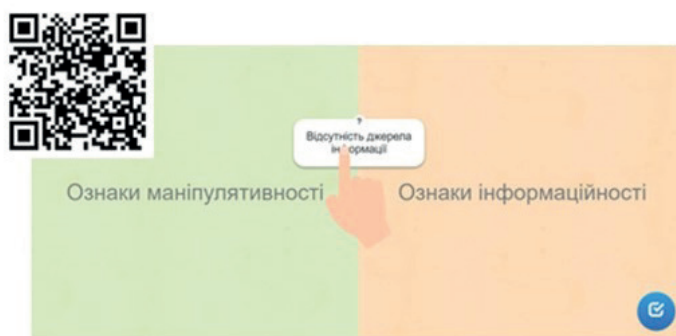 ?
Відсутність джерела
інформації
Ознаки маніпулятивності
Ознаки інформаційності